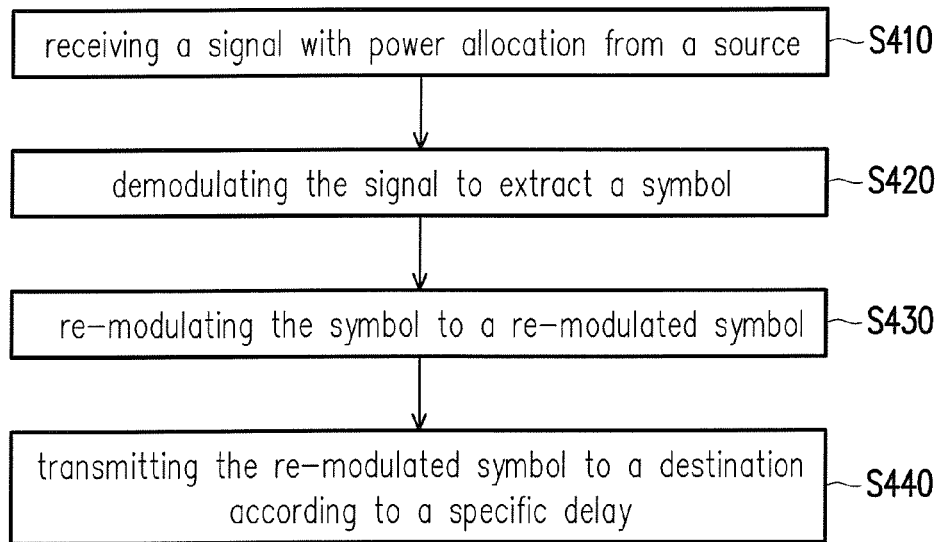 receiving a signal with power allocation from a source
S410
demodulating the signal to extract a symbol
S420
re-modulating the symbol to a re-modulated symbol
S430
transmitting the re-modulated symbol to a destination
according to a specific delay
S440